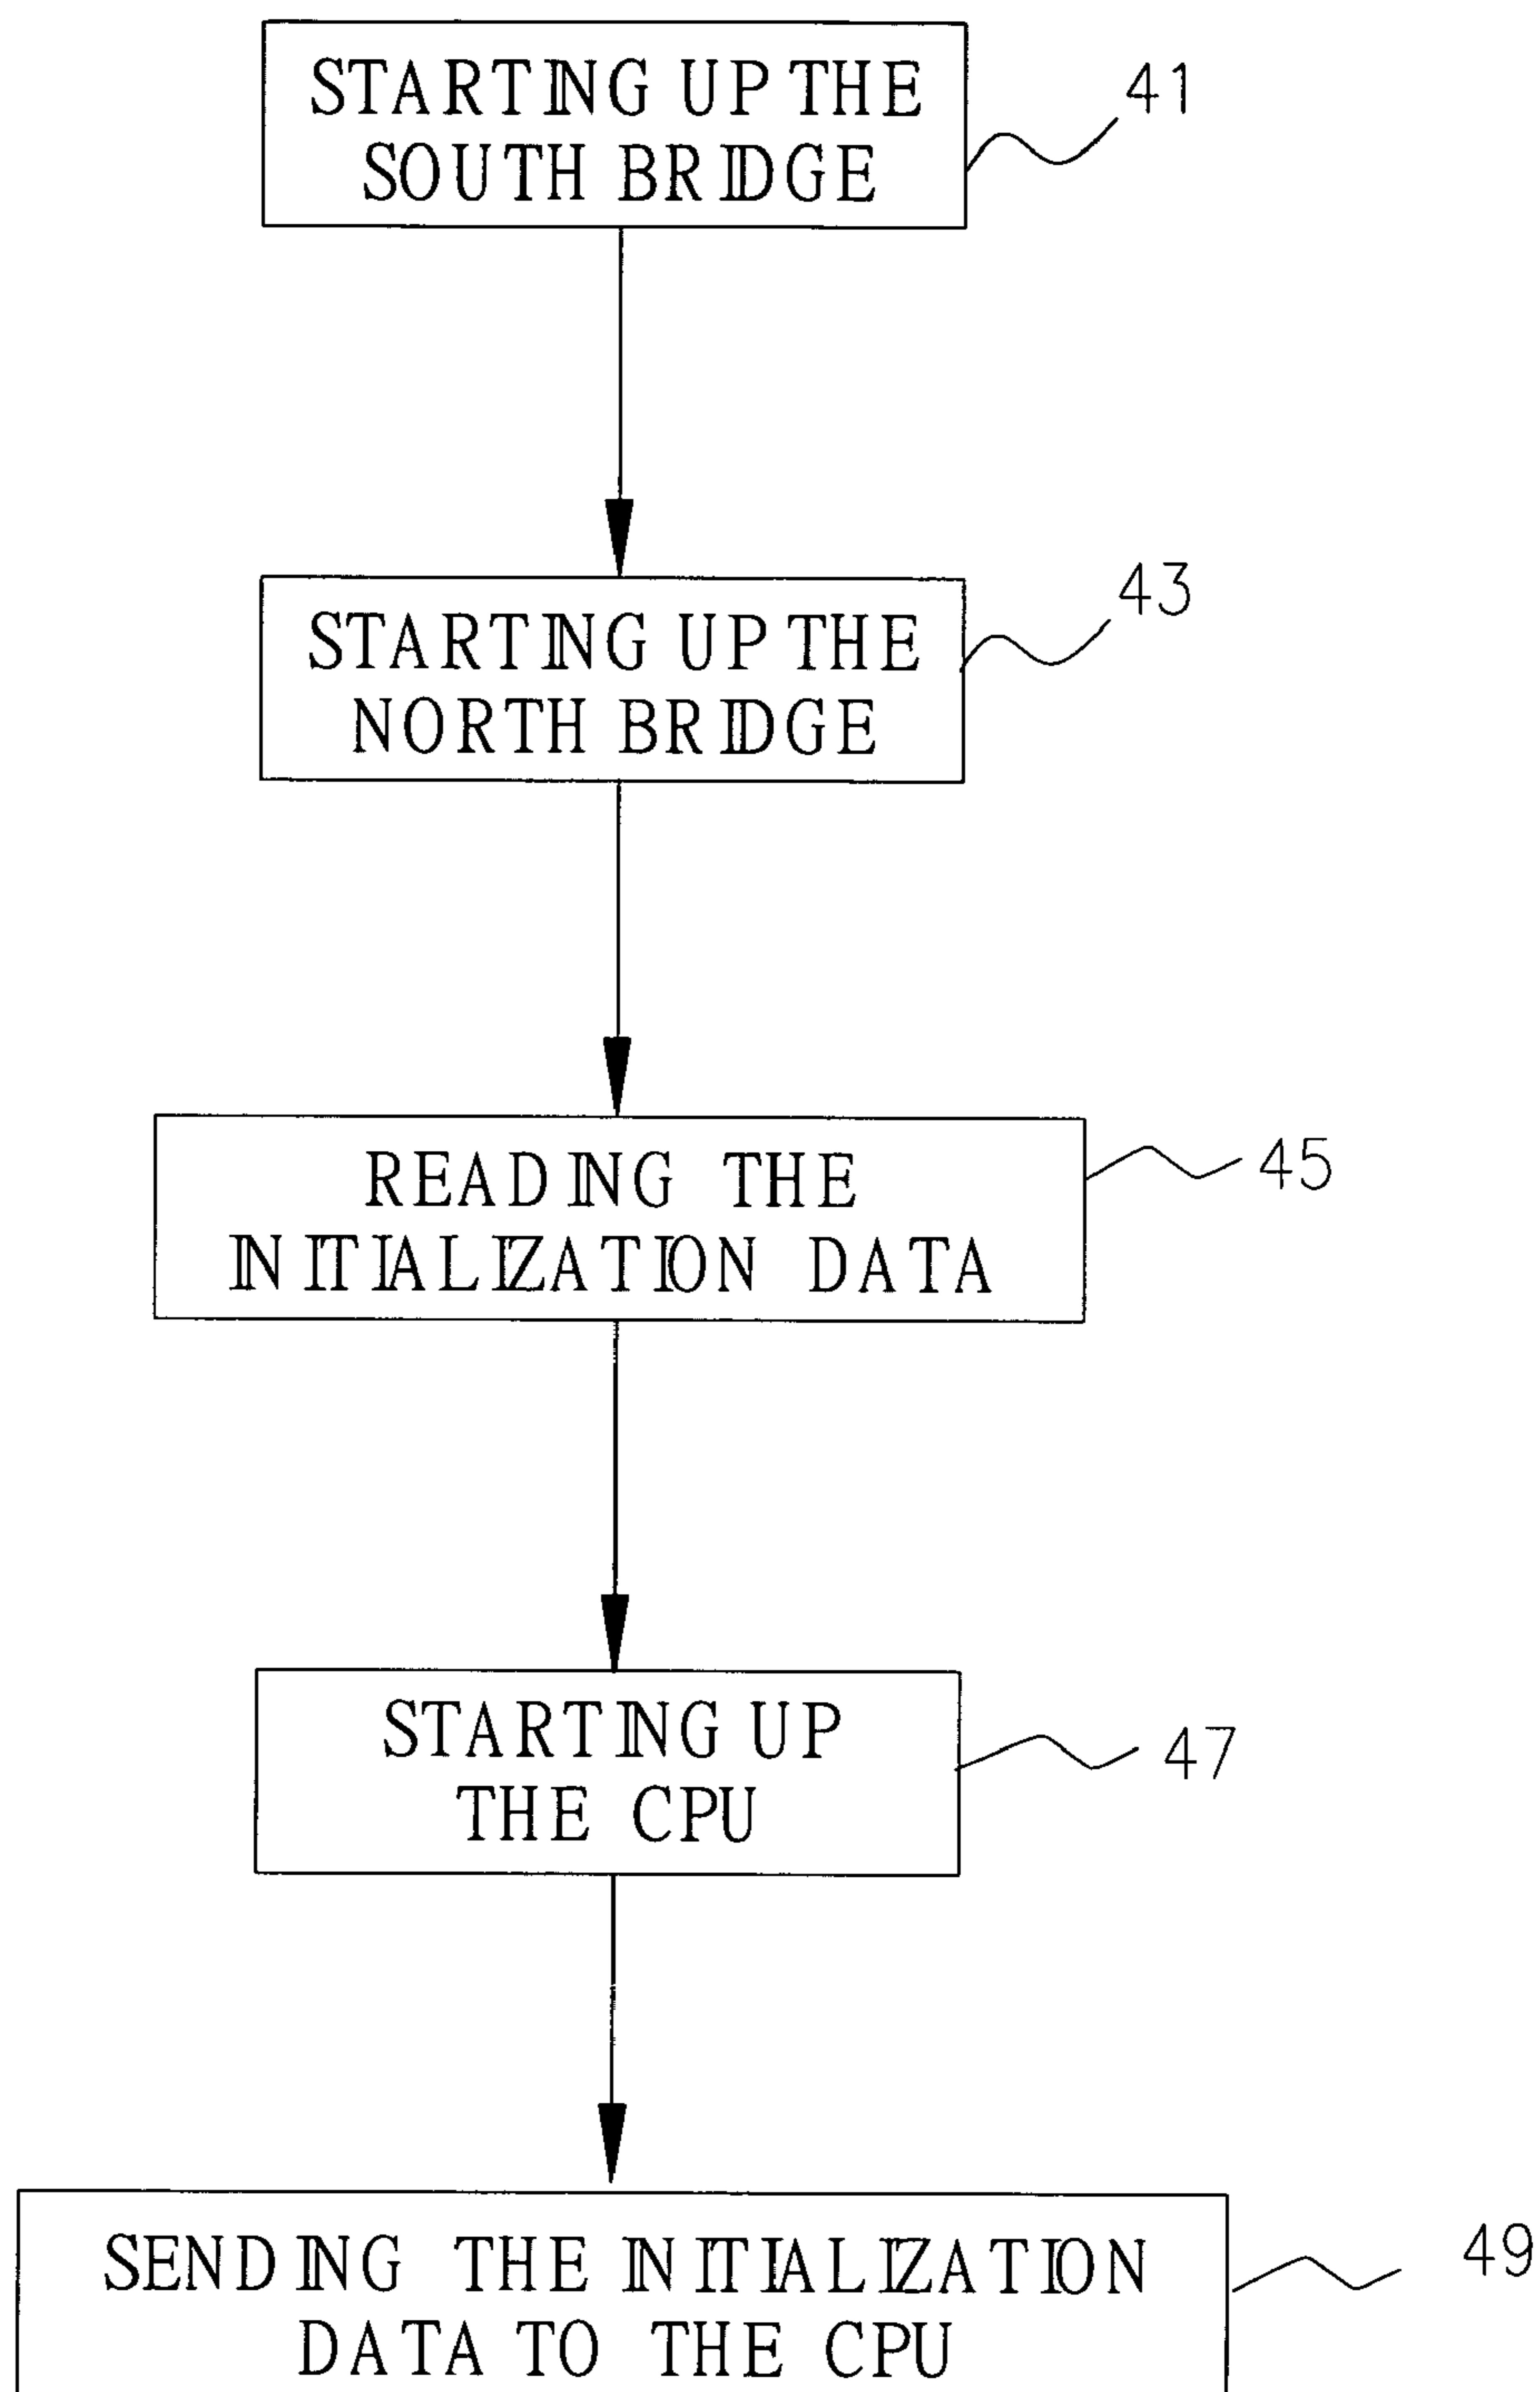 STARTING UP THE
SOUTH BRIDGE
41
STARTING UP THE
NORTH BRIDGE
43
READING THE
INITIALIZATION DATA
45
STARTING UP
THE CPU
47
SENDING THE INITIALIZATION
DATA TO THE CPU
49